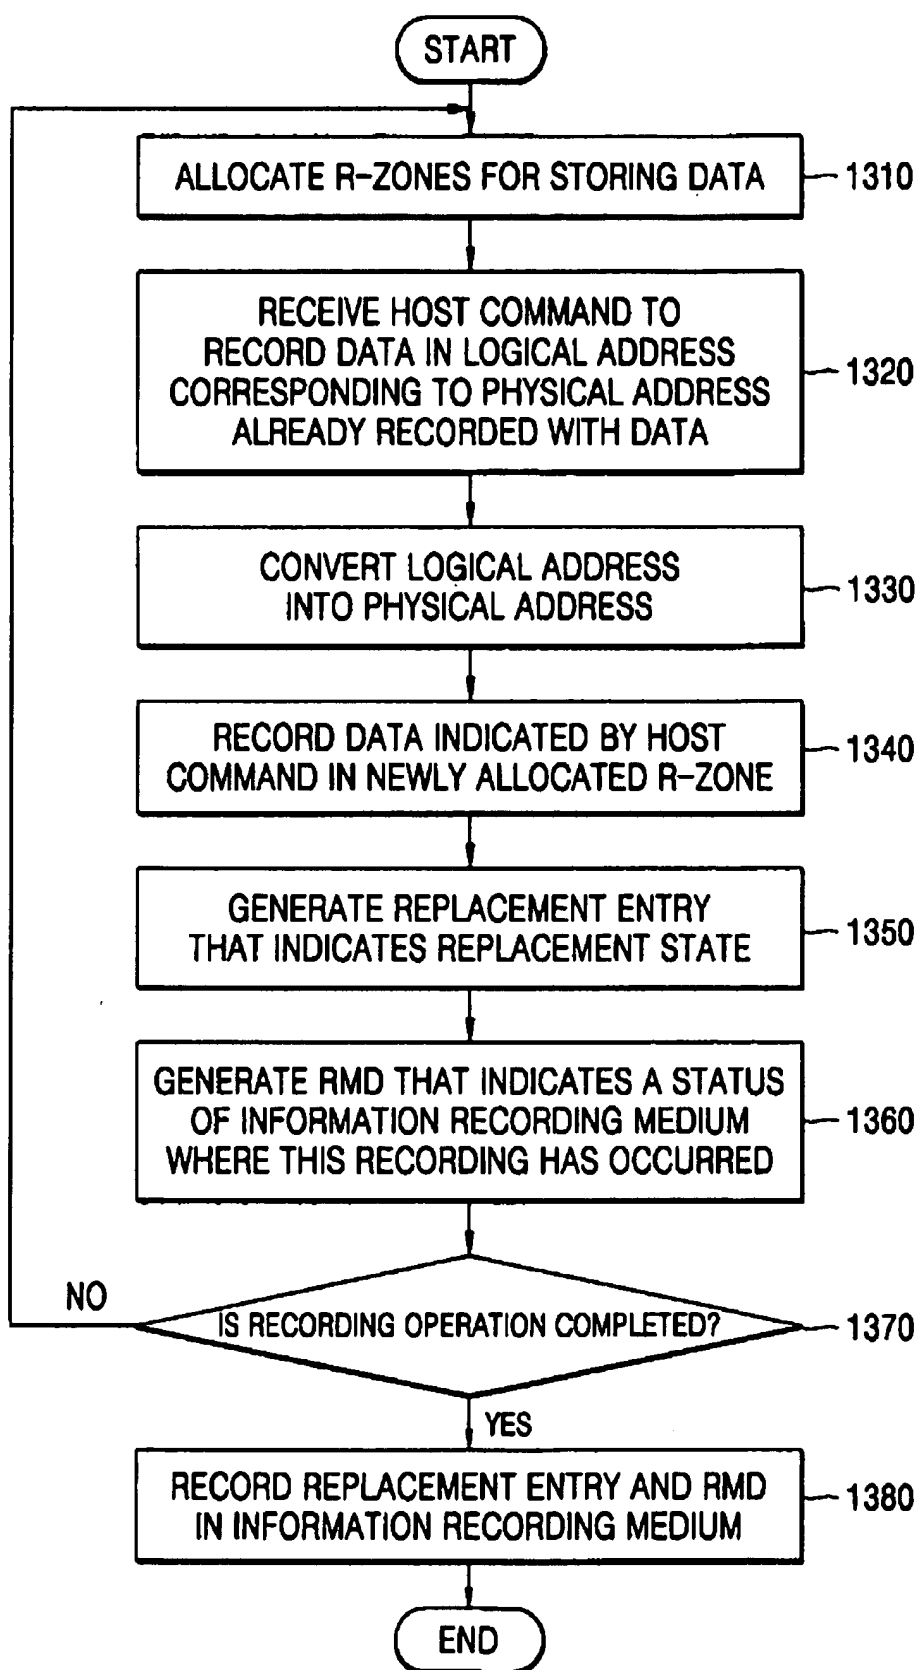 START
ALLOCATE R-ZONES FOR STORING DATA
1310
RECEIVE HOST COMMAND TO
RECORD DATA IN LOGICAL ADDRESS
CORRESPONDING TO PHYSICAL ADDRESS
ALREADY RECORDED WITH DATA
1320
CONVERT LOGICAL ADDRESS
INTO PHYSICAL ADDRESS
1330
RECORD DATA INDICATED BY HOST
COMMAND IN NEWLY ALLOCATED R-ZONE
1340
GENERATE REPLACEMENT ENTRY
THAT INDICATES REPLACEMENT STATE
1350
GENERATE RMD THAT INDICATES A STATUS
OF INFORMATION RECORDING MEDIUM
WHERE THIS RECORDING HAS OCCURRED
1360
NO
IS RECORDING OPERATION COMPLETED?
1370
YES
RECORD REPLACEMENT ENTRY AND RMD
IN INFORMATION RECORDING MEDIUM
1380
END